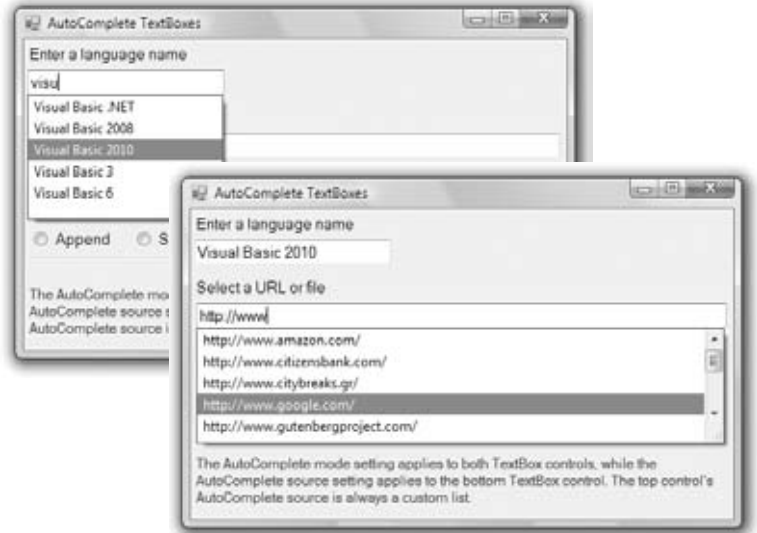 AutoComplete TextBoxes
Enter a language name
visu
Visual Basic .NET
Visual Basic 2008
Visual Basic 2010
Visual Basic 3
Visual Basic 6
Append
S
The AutoComplete mo
AutoComplete source s
AutoComplete source i
AutoComplete TextBoxes
Enter a language name
Visual Basic 2010
Select a URL or file
http://www
http://www.amazon.com/
http://www.citizensbank.com/
http://www.citybreaks.gr/
http://www.google.com/
http://www.gutenbergproject.com/
The AutoComplete mode setting applies to both TextBox controls, while the
AutoComplete source setting applies to the bottom TextBox control. The top control's
AutoComplete source is always a custom list.